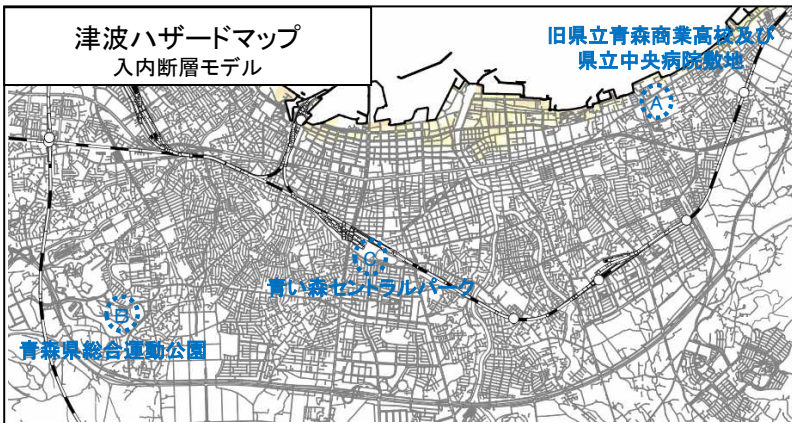 津波ハザードマップ
入内断層モデル
旧県立青森商業高校及び
県立中央病院敷地
A
C
青い森セントラルパーク
B
青森県総合運動公園